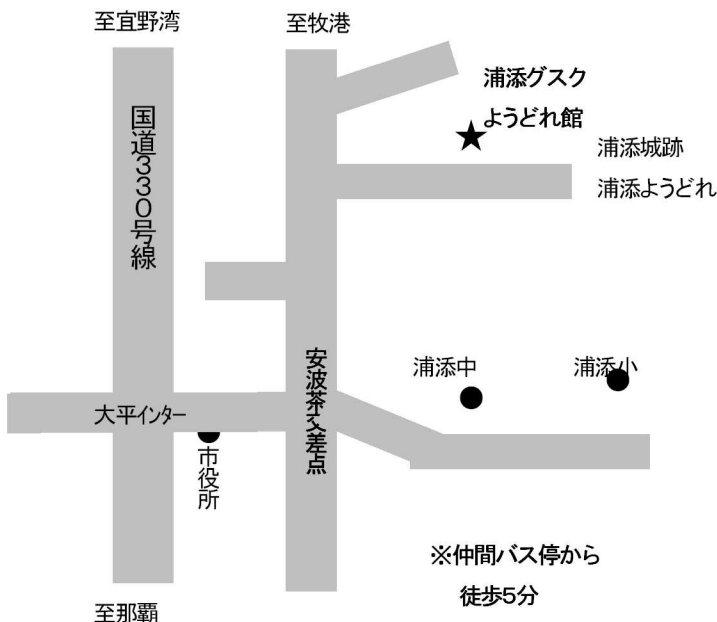 至宜野湾
至牧港
浦添グスク
ようどれ館
浦添城跡
浦添ようどれ
国道330号線
安波茶交差点
浦添中
浦添小
大平インター
市役所
※仲間バス停から
徒歩5分
至那覇